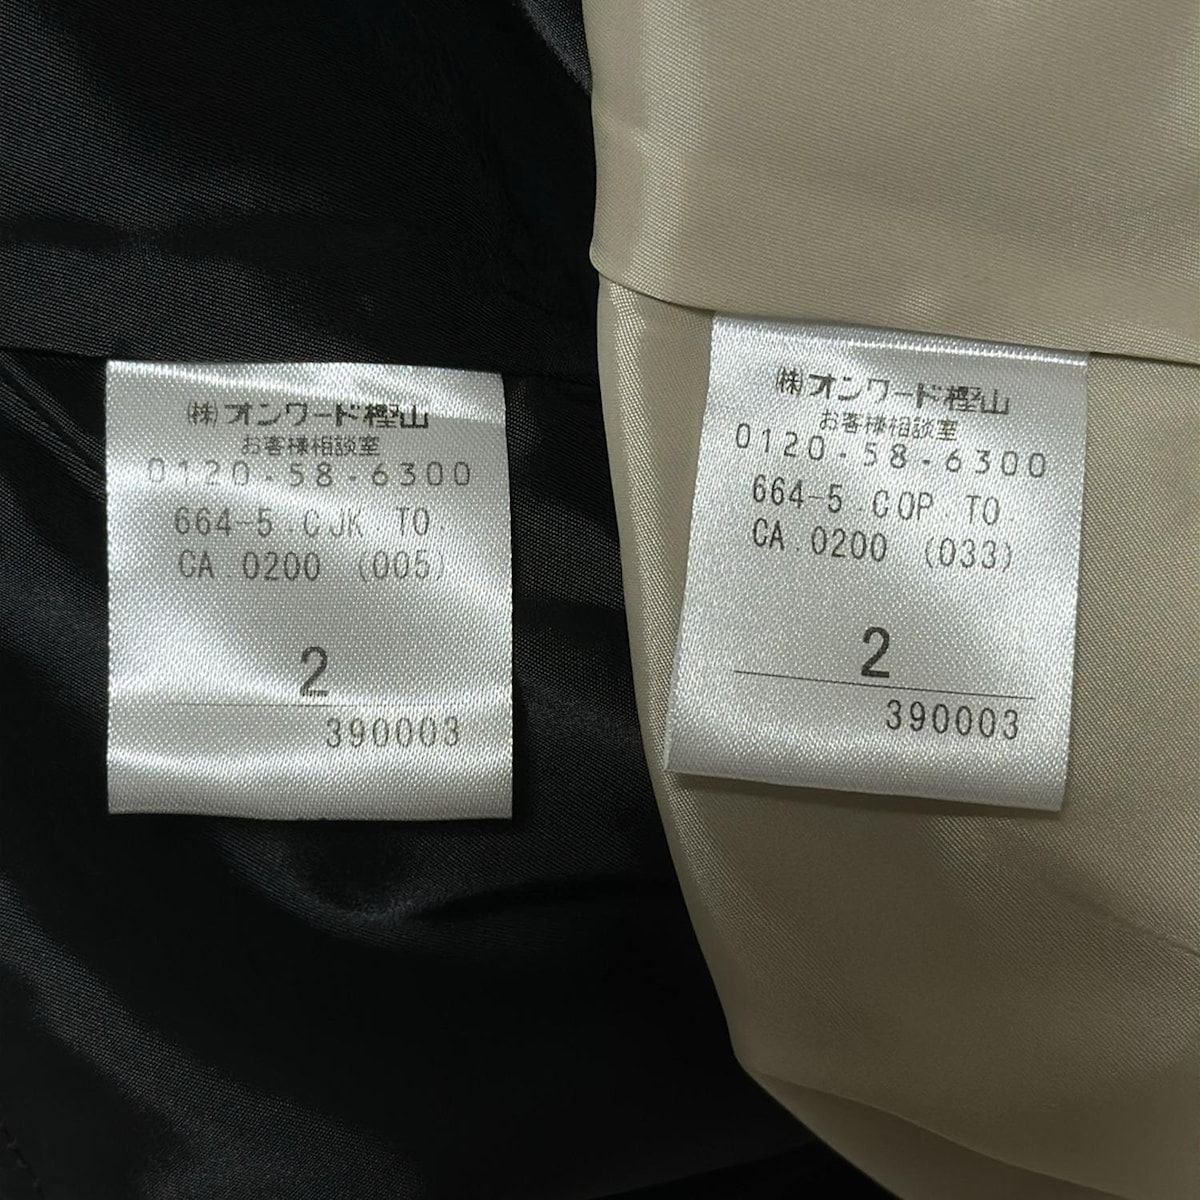 ㈱オンワード樫山
お客様相談室
0120-58-6300
664-5.CJK TO.
CA.0200 (005)
2
390003
㈱オンワード樫山
お客様相談室
0120-58-6300
664-5.COP.TO.
CA.0200 (033)
2
390003